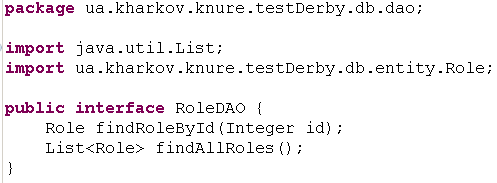 package ua.kharkov.knure.testDerby.db.dao;
import java.util.List;
import ua.kharkov.knure.testDerby.db.entity.Role;
public interface RoleDAO {
    Role findRoleById(Integer id);
    List<Role> findAllRoles();
}